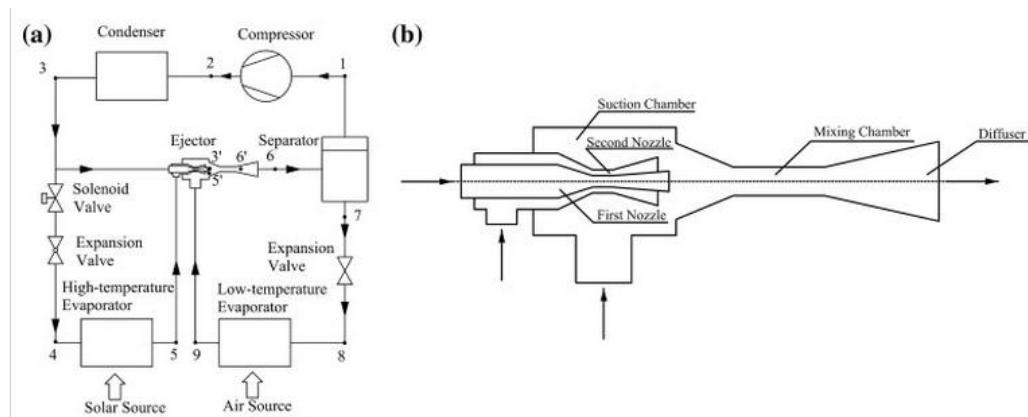 (a)
Condenser
Compressor
3
2
1
Ejector
Separator
3'
6'
6
5'
Solenoid
Valve
7
Expansion
Valve
Expansion
Valve
High-temperature
Evaporator
Low-temperature
Evaporator
4
5
9
8
Solar Source
Air Source
(b)
Suction Chamber
Second Nozzle
Mixing Chamber
Diffuser
First Nozzle